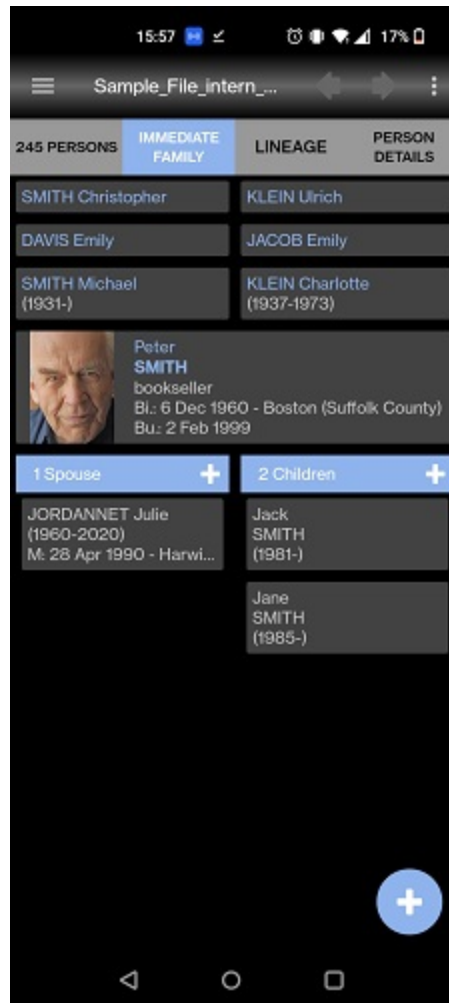 15:57 17%
Sample_File_intern_...
245 PERSONS
IMMEDIATE
FAMILY
LINEAGE
PERSON
DETAILS
SMITH Christopher
KLEIN Ulrich
DAVIS Emily
JACOB Emily
SMITH Michael
(1931-)
KLEIN Charlotte
(1937-1973)
Peter
SMITH
bookseller
Bi.: 6 Dec 1960 - Boston (Suffolk County)
Bu.: 2 Feb 1999
1 Spouse
2 Children
JORDANNET Julie
(1960-2020)
M: 28 Apr 1990 - Harwi...
Jack
SMITH
(1981-)
Jane
SMITH
(1985-)